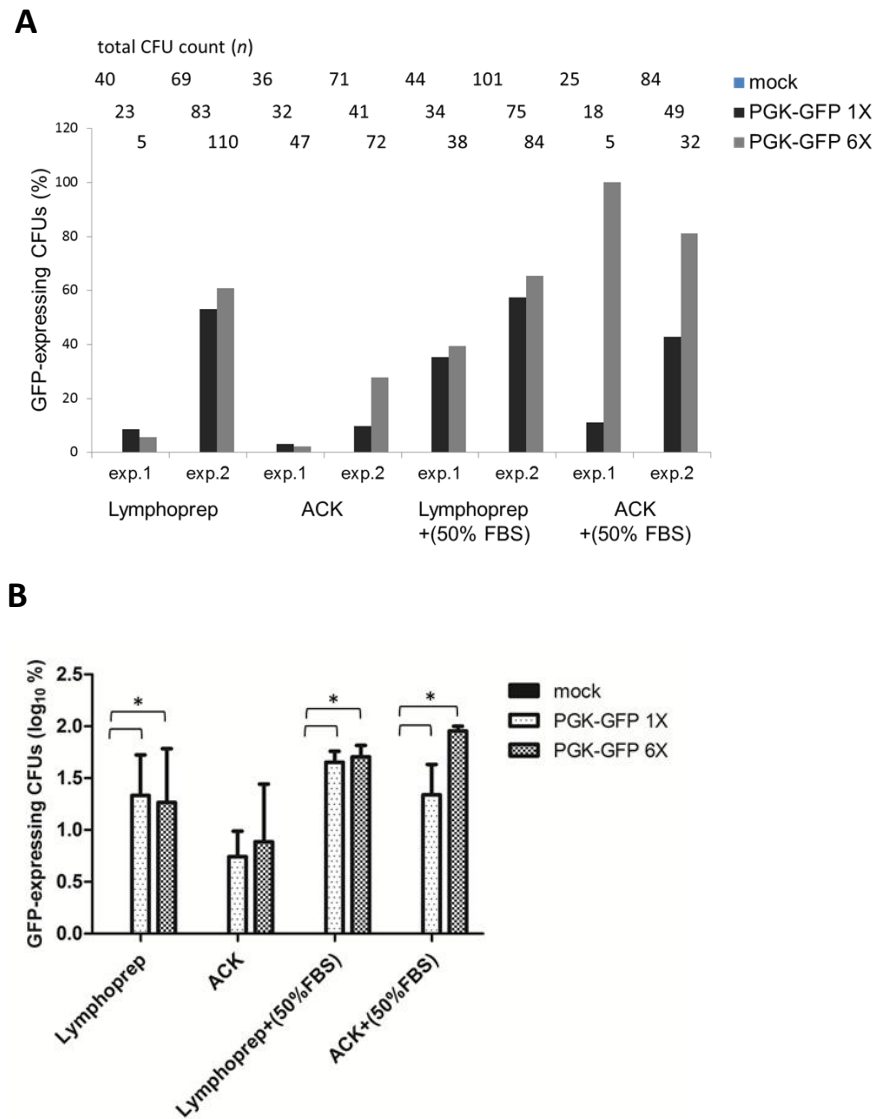 A
total CFU count (n)
40 69 36 71 44 101 25 84
mock
23 83 32 41 34 75 18 49
PGK-GFP 1X
5 110 47 72 38 84 5 32
PGK-GFP 6X
GFP-expressing CFUs (%)
120
100
80
60
40
20
0
exp.1 exp.2 exp.1 exp.2 exp.1 exp.2 exp.1 exp.2
Lymphoprep ACK Lymphoprep ACK
+(50% FBS) +(50% FBS)
B
GFP-expressing CFUs (log10 %)
2.5
2.0
1.5
1.0
0.5
0.0
* * *
mock
PGK-GFP 1X
PGK-GFP 6X
Lymphoprep
ACK
Lymphoprep+(50%FBS)
ACK+(50%FBS)